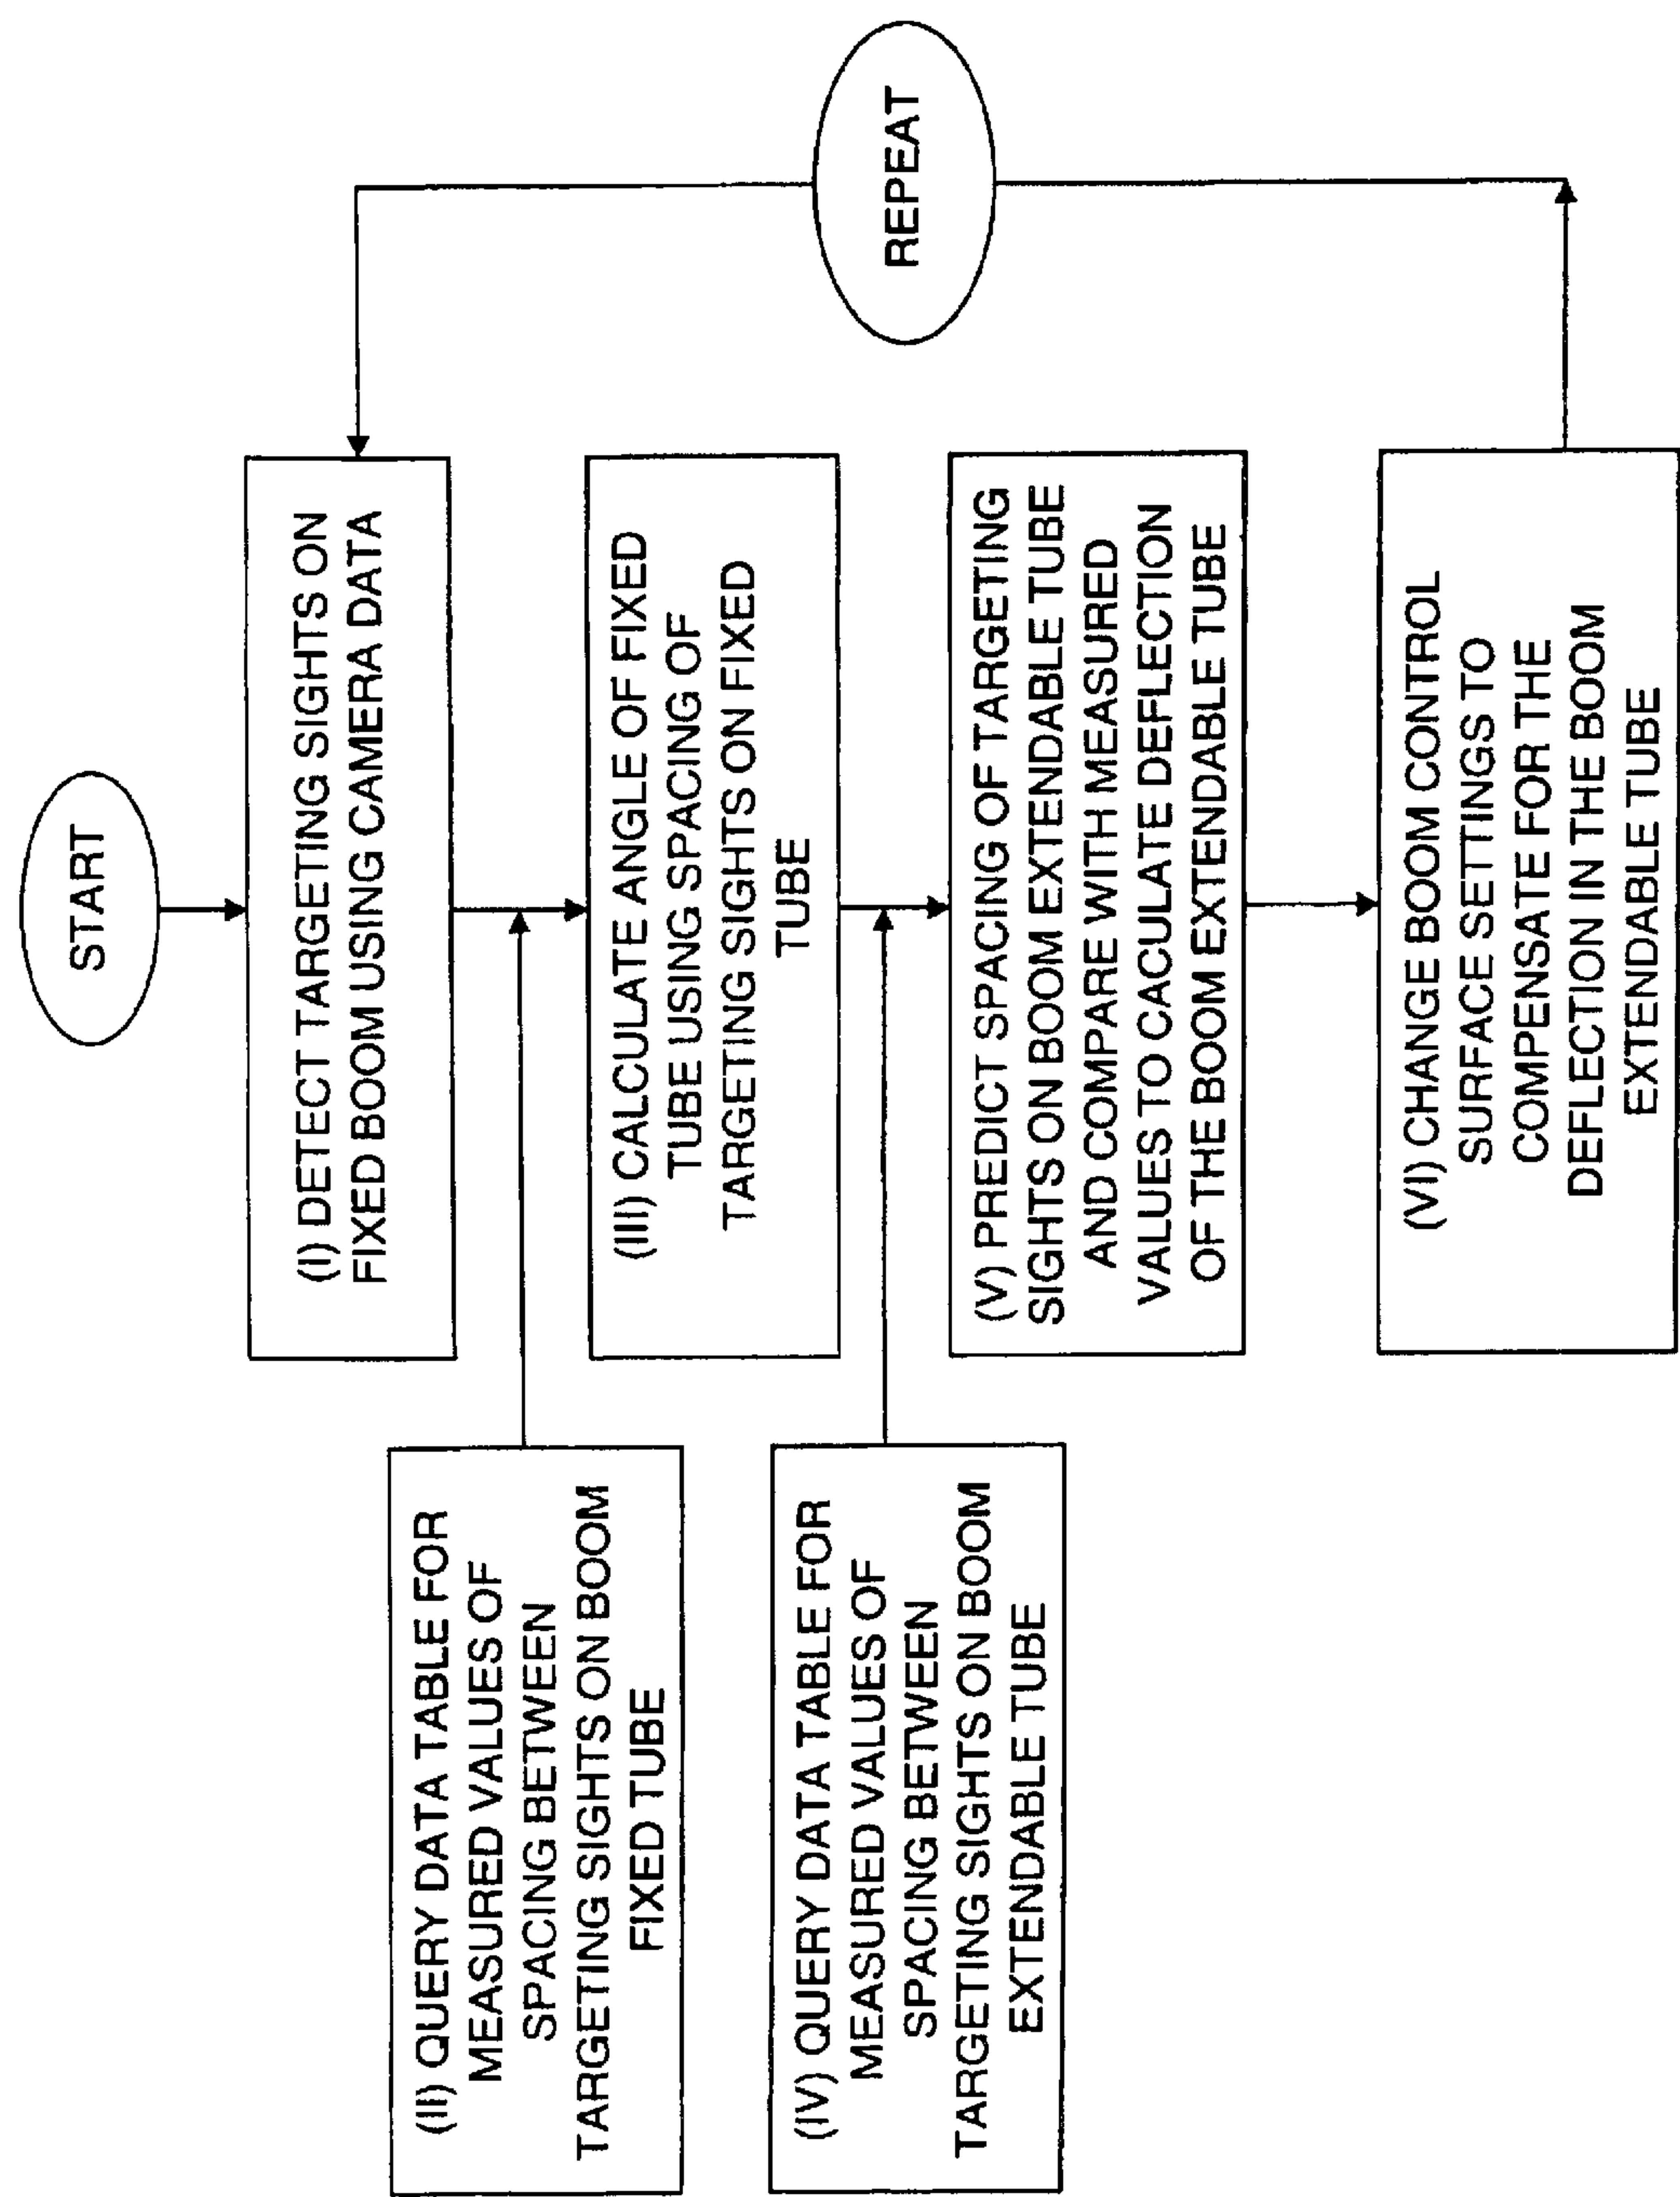 START
(I) DETECT TARGETING SIGHTS ON
FIXED BOOM USING CAMERA DATA
(II) QUERY DATA TABLE FOR
MEASURED VALUES OF
SPACING BETWEEN
TARGETING SIGHTS ON BOOM
FIXED TUBE
(III) CALCULATE ANGLE OF FIXED
TUBE USING SPACING OF
TARGETING SIGHTS ON FIXED
TUBE
(IV) QUERY DATA TABLE FOR
MEASURED VALUES OF
SPACING BETWEEN
TARGETING SIGHTS ON BOOM
EXTENDABLE TUBE
(V) PREDICT SPACING OF TARGETING
SIGHTS ON BOOM EXTENDABLE TUBE
AND COMPARE WITH MEASURED
VALUES TO CACULATE DEFLECTION
OF THE BOOM EXTENDABLE TUBE
(VI) CHANGE BOOM CONTROL
SURFACE SETTINGS TO
COMPENSATE FOR THE
DEFLECTION IN THE BOOM
EXTENDABLE TUBE
REPEAT